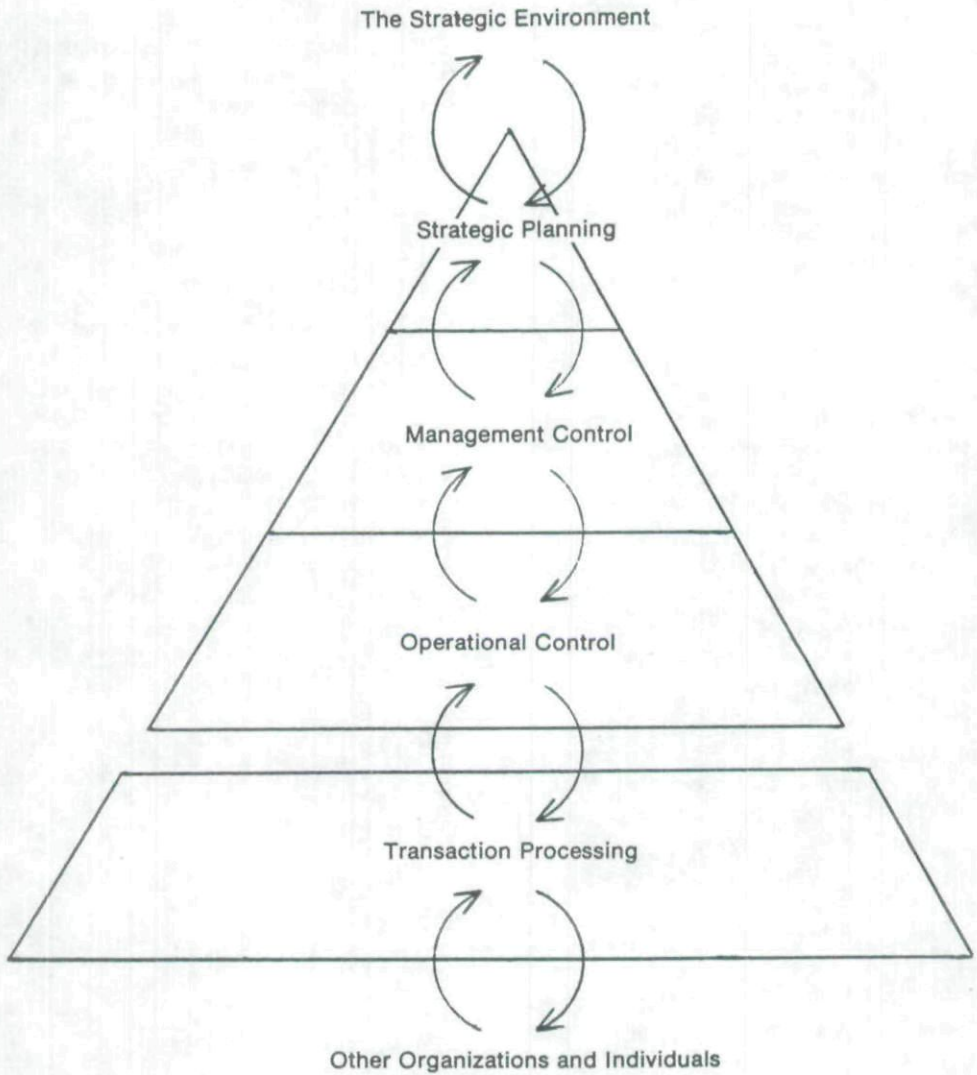 The Strategic Environment
Strategic Planning
Management Control
Operational Control
Transaction Processing
Other Organizations and Individuals